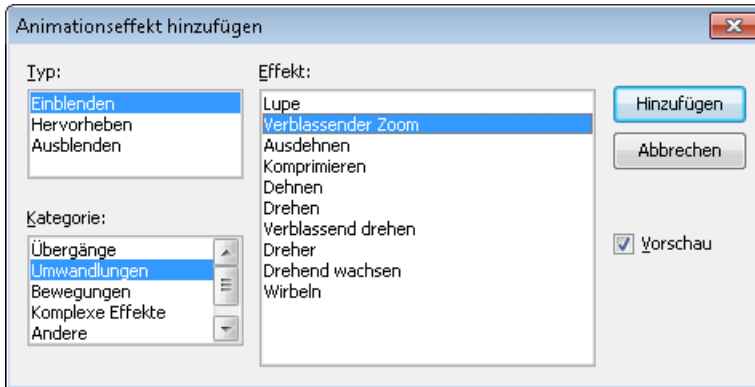 Animationseffekt hinzufügen
Typ:
Einblenden
Hervorheben
Ausblenden
Kategorie:
Übergänge
Umwandlungen
Bewegungen
Komplexe Effekte
Andere
Effekt:
Lupe
Verblassender Zoom
Ausdehnen
Komprimieren
Dehnen
Drehen
Verblassend drehen
Dreher
Drehend wachsen
Wirbeln
Hinzufügen
Abbrechen
Vorschau